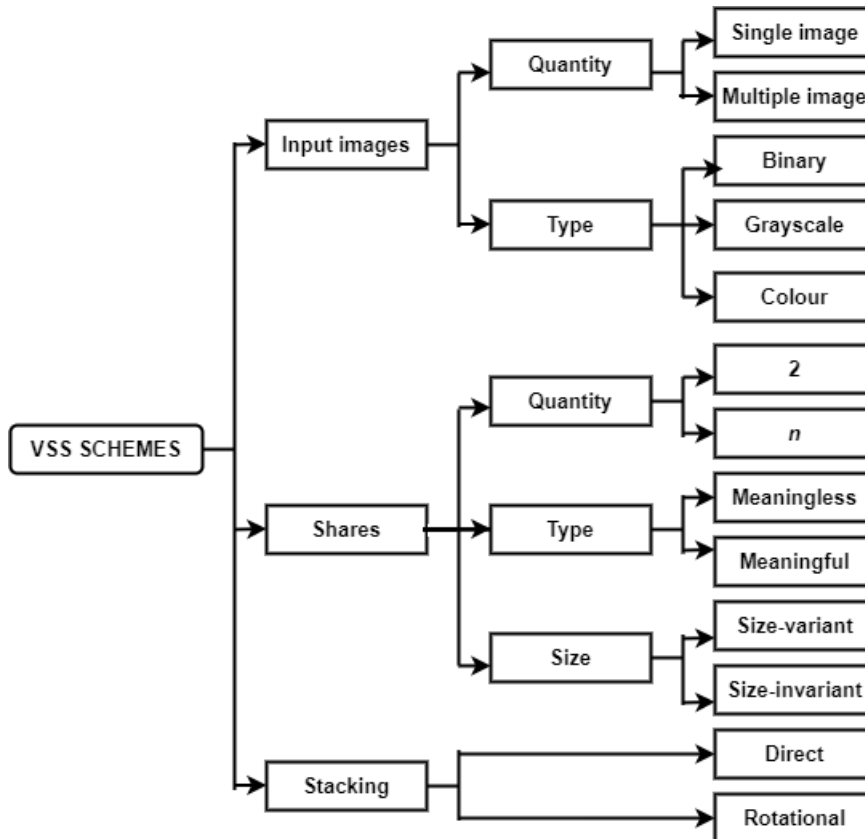 Single image
Quantity
Multiple image
Input images
Binary
Type
Grayscale
Colour
2
Quantity
n
VSS SCHEMES
Meaningless
Shares
Type
Meaningful
Size-variant
Size
Size-invariant
Direct
Stacking
Rotational